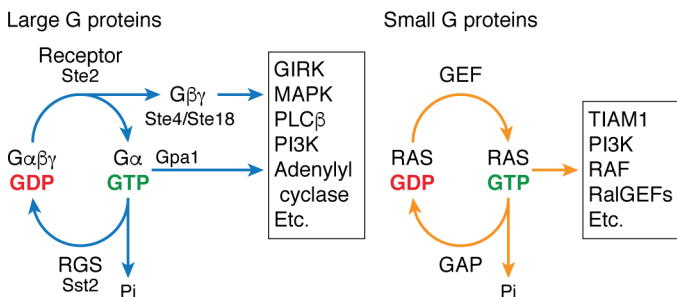 Large G proteins
Receptor
Ste2
Gβγ
Ste4/Ste18
Gαβγ
GDP
Gα
GTP
Gpa1
RGS
Sst2
Pi
GIRK
MAPK
PLCβ
PI3K
Adenylyl
cyclase
Etc.
Small G proteins
GEF
RAS
GDP
RAS
GTP
GAP
Pi
TIAM1
PI3K
RAF
RalGEFs
Etc.